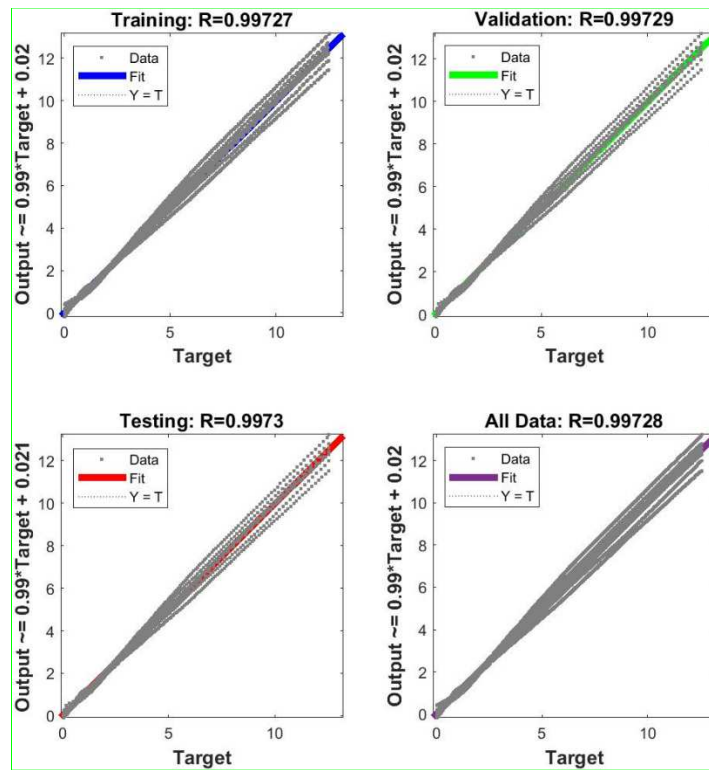 Training: R=0.99727
Output ~= 0.99*Target + 0.02
12
10
8
6
4
2
0
Data
Fit
Y = T
0
5
10
Target
Validation: R=0.99729
Output ~= 0.99*Target + 0.02
12
10
8
6
4
2
0
Data
Fit
Y = T
0
5
10
Target
Testing: R=0.9973
Output ~= 0.99*Target + 0.021
12
10
8
6
4
2
0
Data
Fit
Y = T
0
5
10
Target
All Data: R=0.99728
Output ~= 0.99*Target + 0.02
12
10
8
6
4
2
0
Data
Fit
Y = T
0
5
10
Target